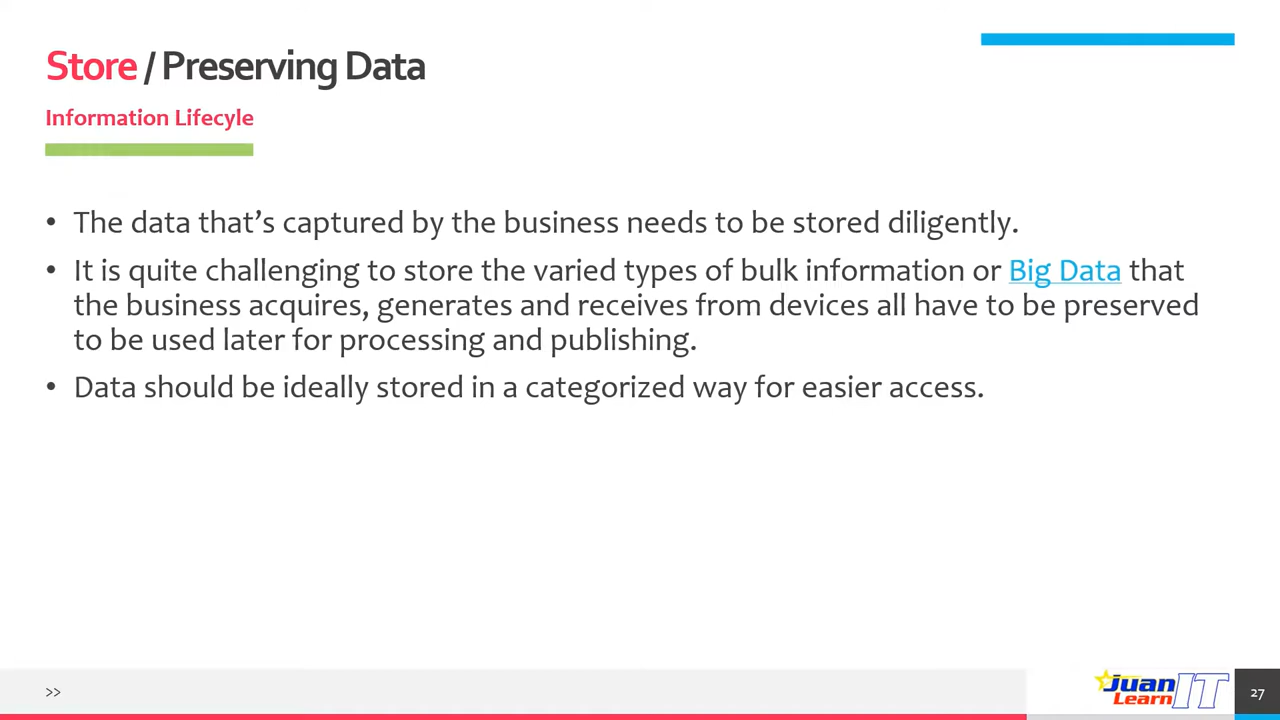 Store / Preserving Data
Information Lifecyle
• The data that’s captured by the business needs to be stored diligently.
• It is quite challenging to store the varied types of bulk information or Big Data that
the business acquires, generates and receives from devices all have to be preserved
to be used later for processing and publishing.
• Data should be ideally stored in a categorized way for easier access.
>>
Juan
Learn IT
27